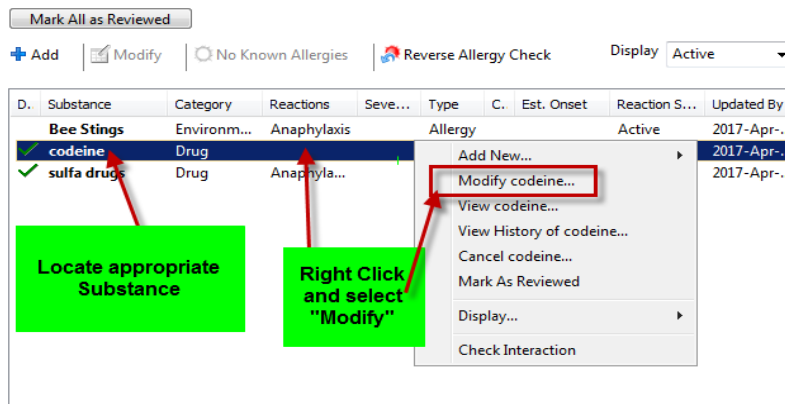 Mark All as Reviewed
Add Modify No Known Allergies Reverse Allergy Check Display Active
D.. Substance Category Reactions Seve... Type C.. Est. Onset Reaction S... Updated By
Bee Stings Environm... Anaphylaxis Allergy Active 2017-Apr-..
codeine Drug 2017-Apr-..
sulfa drugs Drug Anaphyla... 2017-Apr-..
Add New...
Modify codeine...
View codeine...
View History of codeine...
Cancel codeine...
Mark As Reviewed
Display...
Check Interaction
Locate appropriate
Substance
Right Click
and select
"Modify"